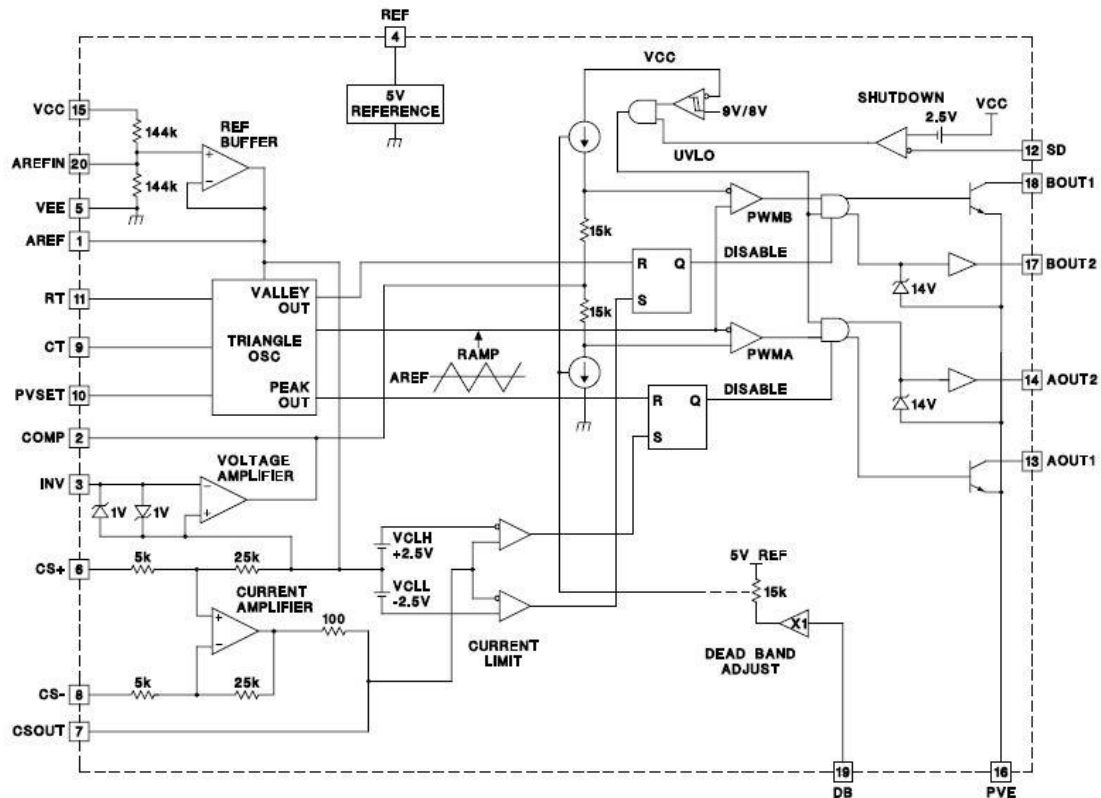 REF
4
5V
REFERENCE
VCC
9V/8V
SHUTDOWN
2.5V
VCC
12 SD
UVLO
VCC 15
144k
REF
BUFFER
AREFIN 20
144k
VEE 5
AREF 1
+
-
18 BOUT1
PWMB
15k
DISABLE
17 BOUT2
14V
R Q
S
RT 11
VALLEY
OUT
CT 9
TRIANGLE
OSC
RAMP
AREF
15k
PWMA
PVSET 10
PEAK
OUT
DISABLE
R Q
S
14 AOUT2
14V
COMP 2
VOLTAGE
AMPLIFIER
INV 3
-
+
1V
1V
13 AOUT1
CS+ 6
5k
25k
VCLH
+2.5V
VCLL
-2.5V
CURRENT
AMPLIFIER
+
-
100
CURRENT
LIMIT
5V REF
15k
X1
DEAD BAND
ADJUST
CS- 8
5k
25k
CSOUT 7
19
DB
16
PVE